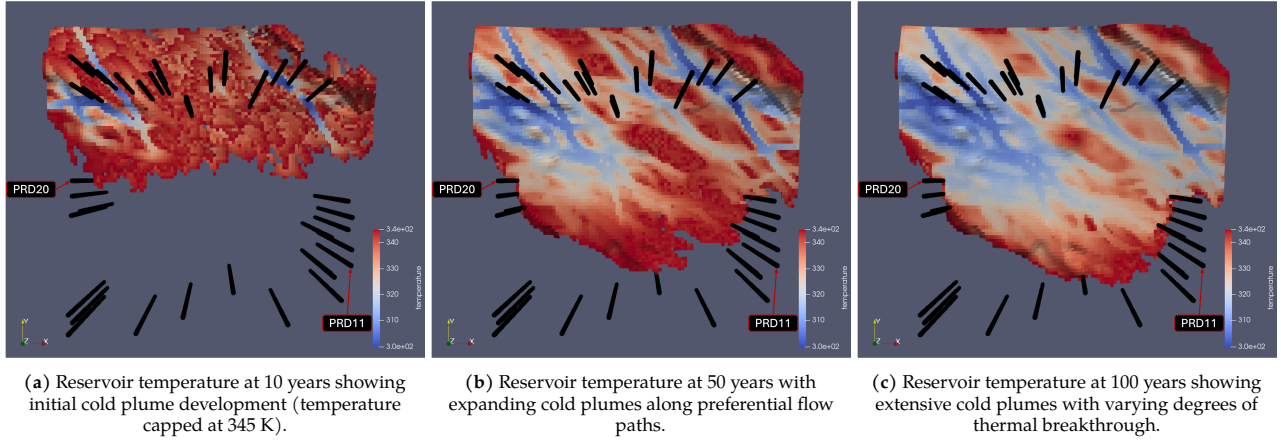 PRD20
PRD11
3.4e+02
340
330
320
310
3.0e+02
temperature
Y
Z
X
PRD20
PRD11
3.4e+02
340
330
320
310
3.0e+02
temperature
Y
Z
X
PRD20
PRD11
3.4e+02
340
330
320
310
3.0e+02
temperature
Y
Z
X
(a) Reservoir temperature at 10 years showing
initial cold plume development (temperature
capped at 345 K).
(b) Reservoir temperature at 50 years with
expanding cold plumes along preferential flow
paths.
(c) Reservoir temperature at 100 years showing
extensive cold plumes with varying degrees of
thermal breakthrough.